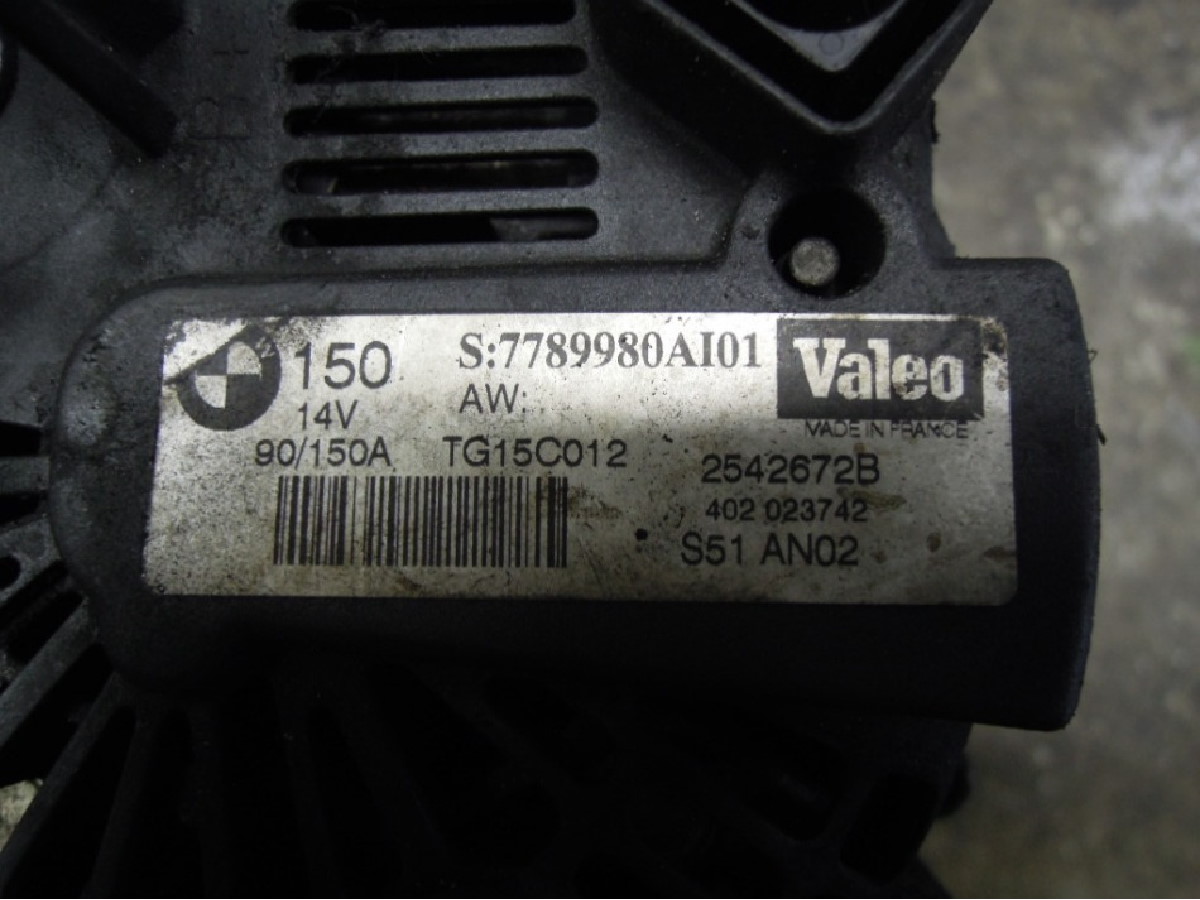 150 S:7789980AI01 Valeo
14V AW: MADE IN FRANCE
90/150A TG15C012 2542672B
402 023742
S51 AN02